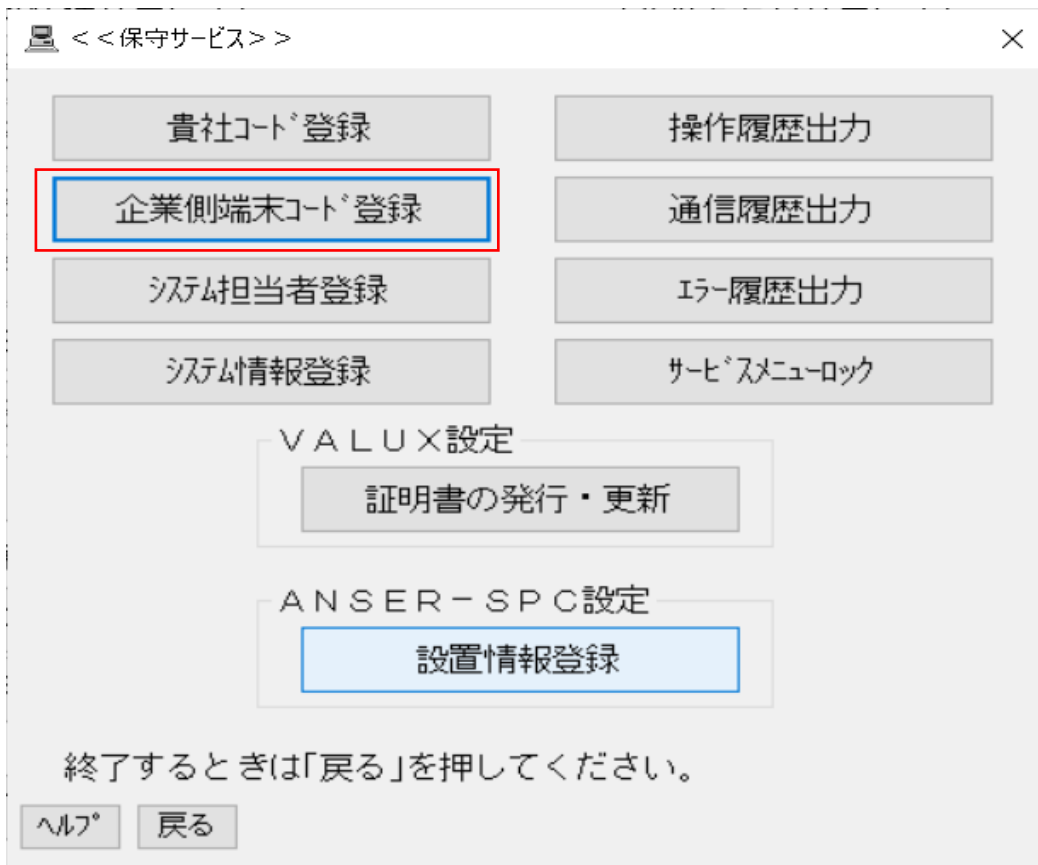 <<保守サービス>>
貴社コード登録
操作履歴出力
企業側端末コード登録
通信履歴出力
システム担当者登録
エラー履歴出力
システム情報登録
サービスメニューロック
VALUX設定
証明書の発行・更新
ANSER-SPC設定
設置情報登録
終了するときは「戻る」を押してください。
ヘルプ 戻る